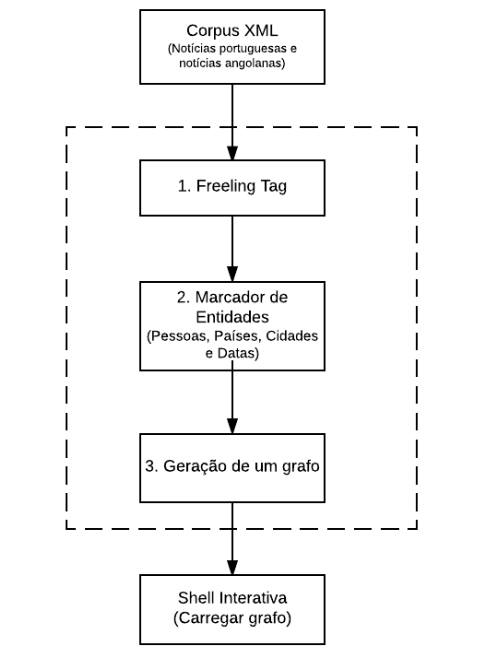 Corpus XML
(Notícias portuguesas e
notícias angolanas)
1. Freeling Tag
2. Marcador de
Entidades
(Pessoas, Países, Cidades
e Datas)
3. Geração de um grafo
Shell Interativa
(Carregar grafo)